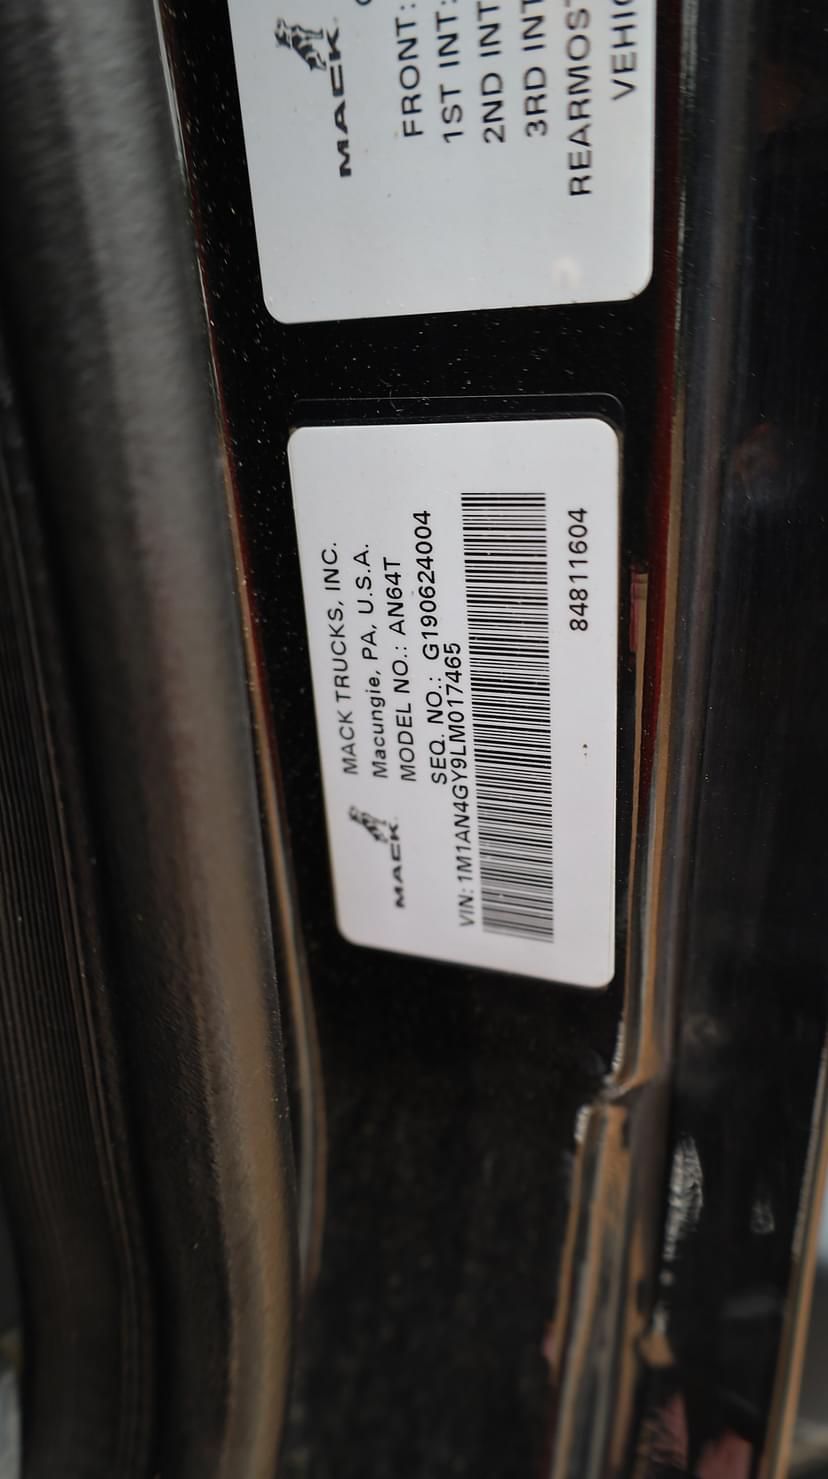 MACK
FRONT:
1ST INT:
2ND INT
3RD INT
REARMOST
VEHIC
MACK TRUCKS, INC.
Macungie, PA, U.S.A.
MODEL NO.: AN64T
SEQ. NO.: G190624004
VIN: 1M1AN4GY9LM017465
84811604
MACK